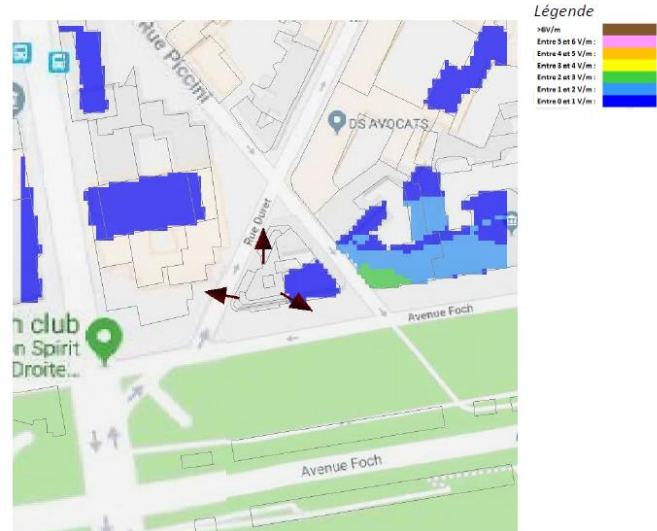 Légende
>6V/m
Entre 5 et 6 V/m :
Entre 4 et 5 V/m :
Entre 3 et 4 V/m :
Entre 2 et 3 V/m :
Entre 1 et 2 V/m :
Entre 0 et 1 V/m :
Rue Piccini
DS AVOCATS
Rue Duret
Avenue Foch
n club
on Spirit
Droite...
Avenue Foch